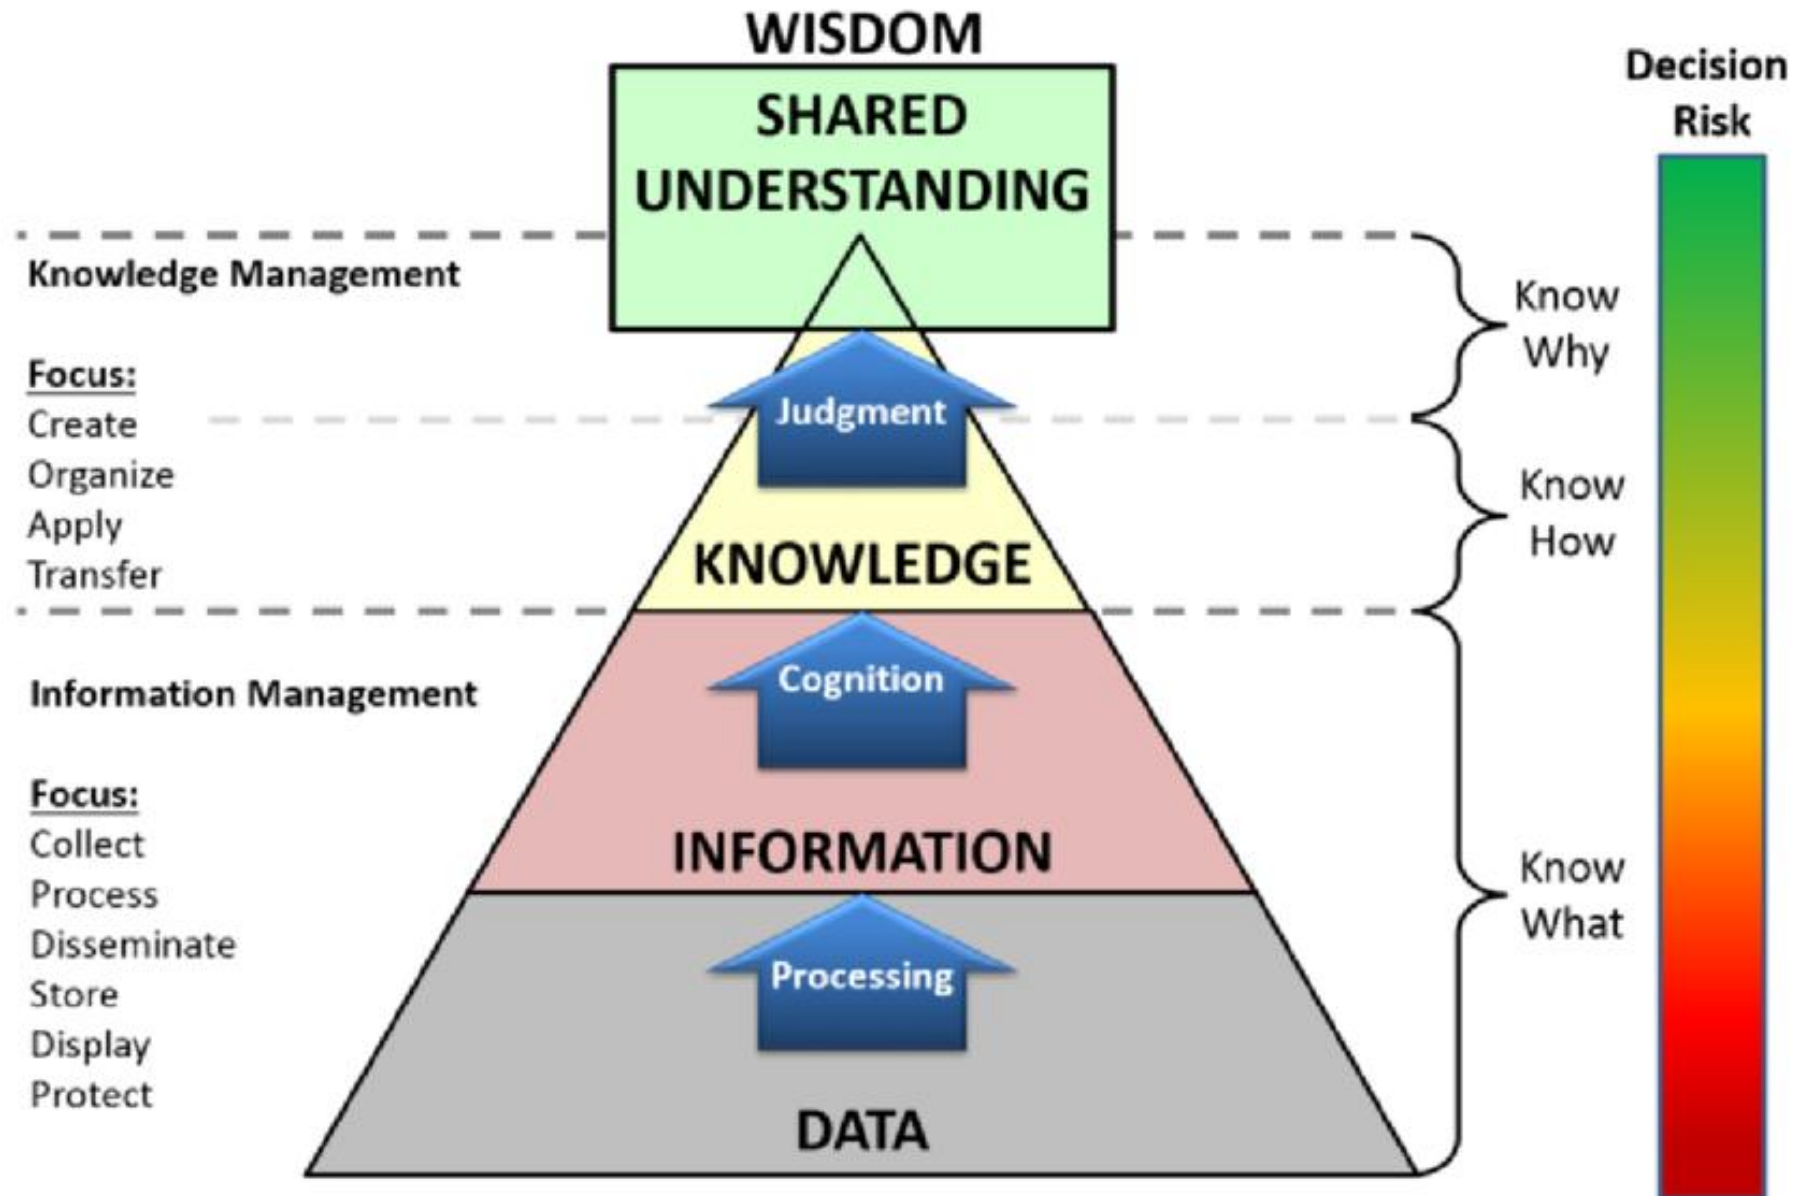 WISDOM
SHARED
UNDERSTANDING
Decision
Risk
Knowledge Management
Focus:
Create
Organize
Apply
Transfer
Judgment
KNOWLEDGE
Know
Why
Know
How
Information Management
Focus:
Collect
Process
Disseminate
Store
Display
Protect
Cognition
INFORMATION
Processing
DATA
Know
What